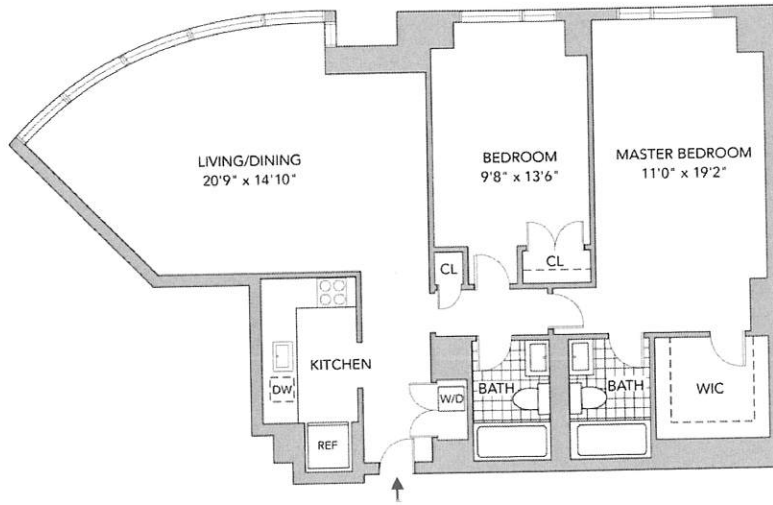 LIVING/DINING
20'9" x 14'10"
BEDROOM
9'8" x 13'6"
MASTER BEDROOM
11'0" x 19'2"
CL
CL
KITCHEN
DW
REF
W/D
BATH
BATH
WIC